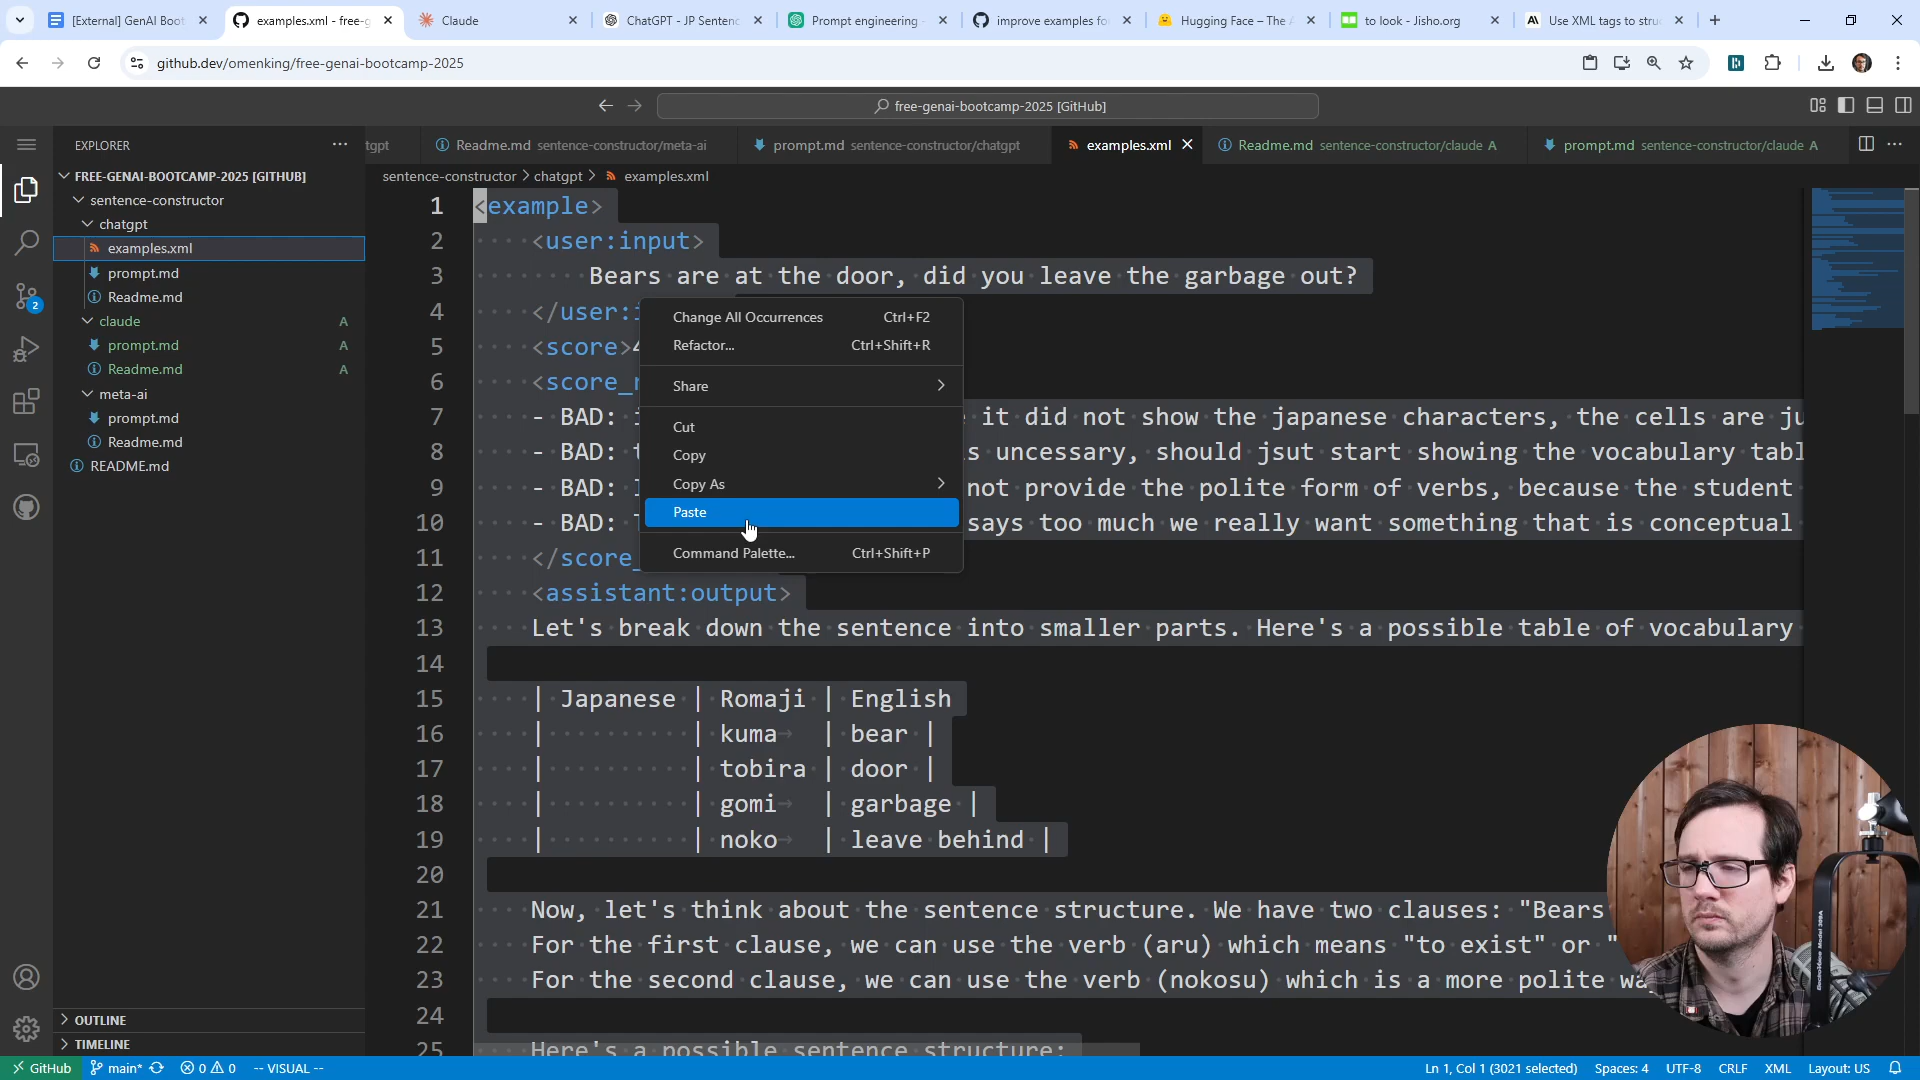 [External] GenAI Boot
examples.xml - free-g
Claude
ChatGPT - JP Sentenc
Prompt engineering -
improve examples fo
Hugging Face – The A
to look - Jisho.org
Use XML tags to stru
github.dev/omenking/free-genai-bootcamp-2025
free-genai-bootcamp-2025 [GitHub]
EXPLORER
tgpt
Readme.md sentence-constructor/meta-ai
prompt.md sentence-constructor/chatgpt
examples.xml
Readme.md sentence-constructor/claude A
prompt.md sentence-constructor/claude A
FREE-GENAI-BOOTCAMP-2025 [GITHUB]
sentence-constructor
chatgpt
examples.xml
prompt.md
Readme.md
claude A
prompt.md A
Readme.md A
meta-ai
prompt.md
Readme.md
README.md
2
OUTLINE
TIMELINE
sentence-constructor > chatgpt > examples.xml
1 <example>
2 <user:input>
3 Bears are at the door, did you leave the garbage out?
4 </user:i
5 <score>4
6 <score_r
7 - BAD: i it did not show the japanese characters, the cells are ju
8 - BAD: t s uncessary, should jsut start showing the vocabulary tabl
9 - BAD: I not provide the polite form of verbs, because the student
10 - BAD: T says too much we really want something that is conceptual
11 </score_
12 <assistant:output>
13 Let's break down the sentence into smaller parts. Here's a possible table of vocabulary
14
15 | Japanese | Romaji | English
16 | | kuma | bear |
17 | | tobira | door |
18 | | gomi | garbage |
19 | | noko | leave behind |
20
21 Now, let's think about the sentence structure. We have two clauses: "Bears
22 For the first clause, we can use the verb (aru) which means "to exist" or "
23 For the second clause, we can use the verb (nokosu) which is a more polite wa
24
25 Here's a possible sentence structure:
Change All Occurrences Ctrl+F2
Refactor... Ctrl+Shift+R
Share
Cut
Copy
Copy As
Paste
Command Palette... Ctrl+Shift+P
GitHub
main*
0 0
-- VISUAL --
Ln 1, Col 1 (3021 selected)
Spaces: 4
UTF-8
CRLF
XML
Layout: US